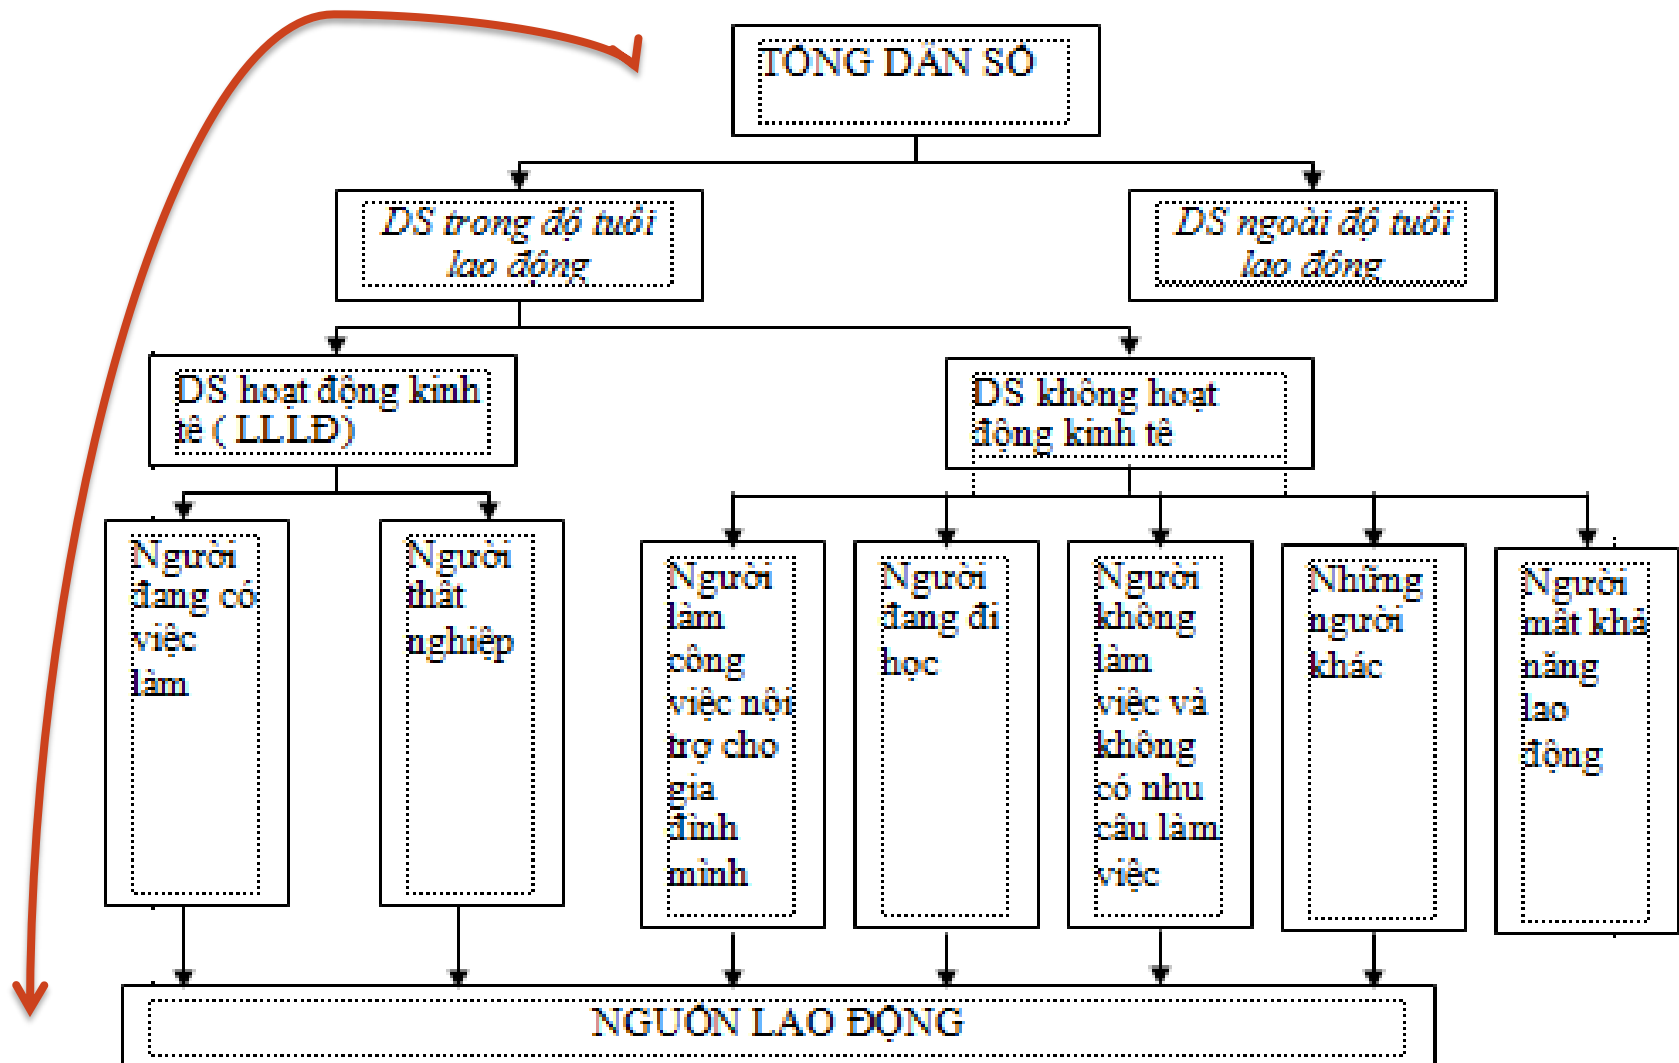 TỔNG DÂN SỐ
DS trong độ tuổi
lao động
DS ngoài độ tuổi
lao động
DS hoạt động kinh
tế ( LLLĐ)
DS không hoạt
động kinh tế
Người
đang có
việc
làm
Người
thất
nghiệp
Người
làm
công
việc nội
trợ cho
gia
đình
mình
Người
đang đi
học
Người
không
làm
việc và
không
có nhu
cầu làm
việc
Những
người
khác
Người
mất khả
năng
lao
động
NGUỒN LAO ĐỘNG